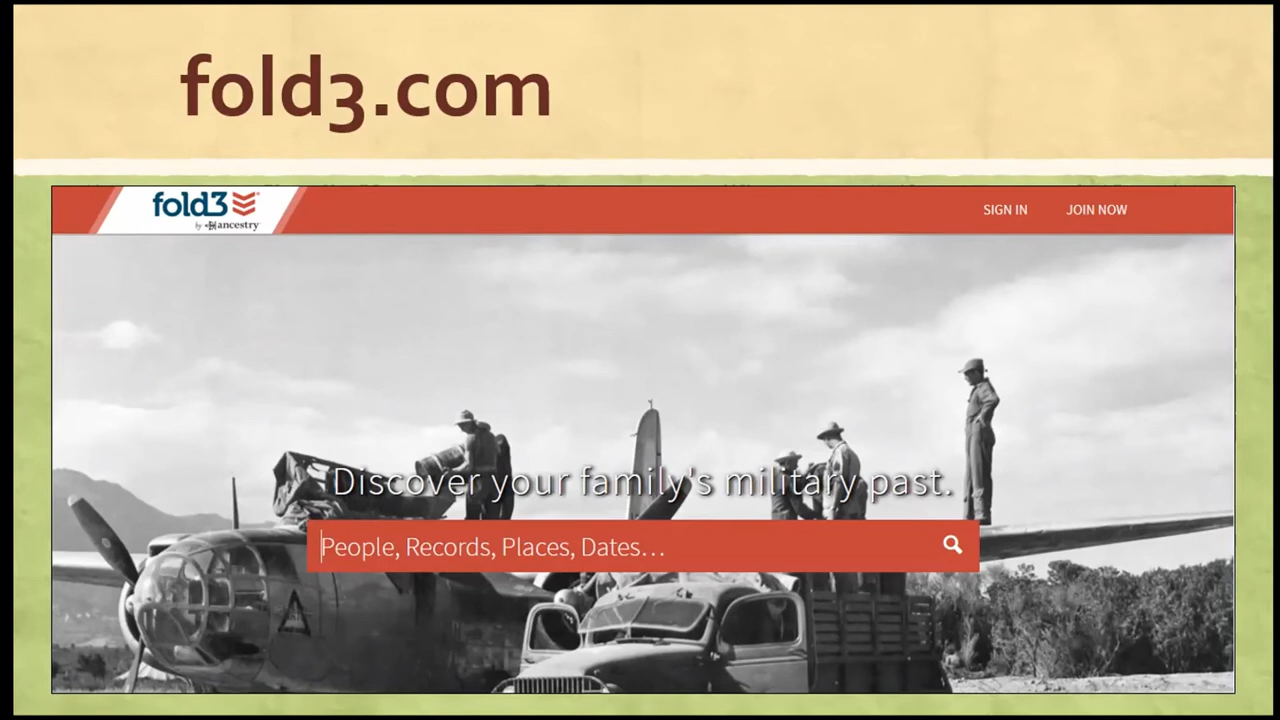 fold3.com
fold3
by ancestry
SIGN IN JOIN NOW
Discover your family's military past.
People, Records, Places, Dates...